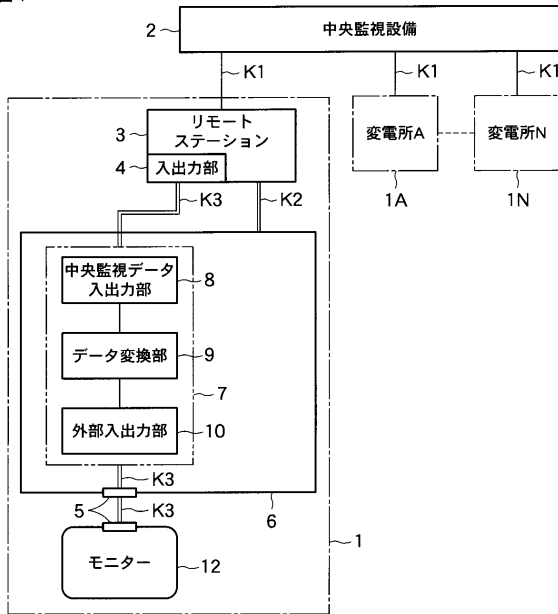 2
中央監視設備
K1
K1
K1
リモート
ステーション
3
4
入出力部
変電所A
変電所N
1A
1N
K3
K2
中央監視データ
入出力部
8
データ変換部
9
7
外部入出力部
10
K3
5
K3
6
1
モニター
12